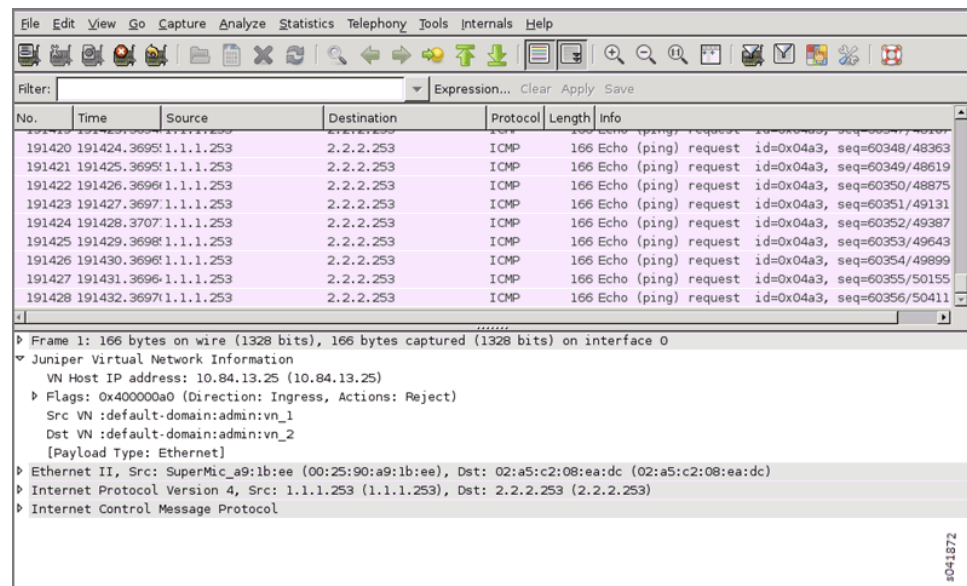 File Edit View Go Capture Analyze Statistics Telephony Tools Internals Help
Filter: Expression... Clear Apply Save
No. Time Source Destination Protocol Length Info
191420 191424.3695 1.1.1.253 2.2.2.253 ICMP 166 Echo (ping) request id=0x04a3, seq=60348/48363
191421 191425.3695 1.1.1.253 2.2.2.253 ICMP 166 Echo (ping) request id=0x04a3, seq=60349/48619
191422 191426.3696 1.1.1.253 2.2.2.253 ICMP 166 Echo (ping) request id=0x04a3, seq=60350/48875
191423 191427.3697 1.1.1.253 2.2.2.253 ICMP 166 Echo (ping) request id=0x04a3, seq=60351/49131
191424 191428.3707 1.1.1.253 2.2.2.253 ICMP 166 Echo (ping) request id=0x04a3, seq=60352/49387
191425 191429.3698 1.1.1.253 2.2.2.253 ICMP 166 Echo (ping) request id=0x04a3, seq=60353/49643
191426 191430.3696 1.1.1.253 2.2.2.253 ICMP 166 Echo (ping) request id=0x04a3, seq=60354/49899
191427 191431.3696 1.1.1.253 2.2.2.253 ICMP 166 Echo (ping) request id=0x04a3, seq=60355/50155
191428 191432.3697 1.1.1.253 2.2.2.253 ICMP 166 Echo (ping) request id=0x04a3, seq=60356/50411
Frame 1: 166 bytes on wire (1328 bits), 166 bytes captured (1328 bits) on interface 0
Juniper Virtual Network Information
VN Host IP address: 10.84.13.25 (10.84.13.25)
Flags: 0x400000a0 (Direction: Ingress, Actions: Reject)
Src VN :default-domain:admin:vn_1
Dst VN :default-domain:admin:vn_2
[Payload Type: Ethernet]
Ethernet II, Src: SuperMic_a9:1b:ee (00:25:90:a9:1b:ee), Dst: 02:a5:c2:08:ea:dc (02:a5:c2:08:ea:dc)
Internet Protocol Version 4, Src: 1.1.1.253 (1.1.1.253), Dst: 2.2.2.253 (2.2.2.253)
Internet Control Message Protocol
s041872